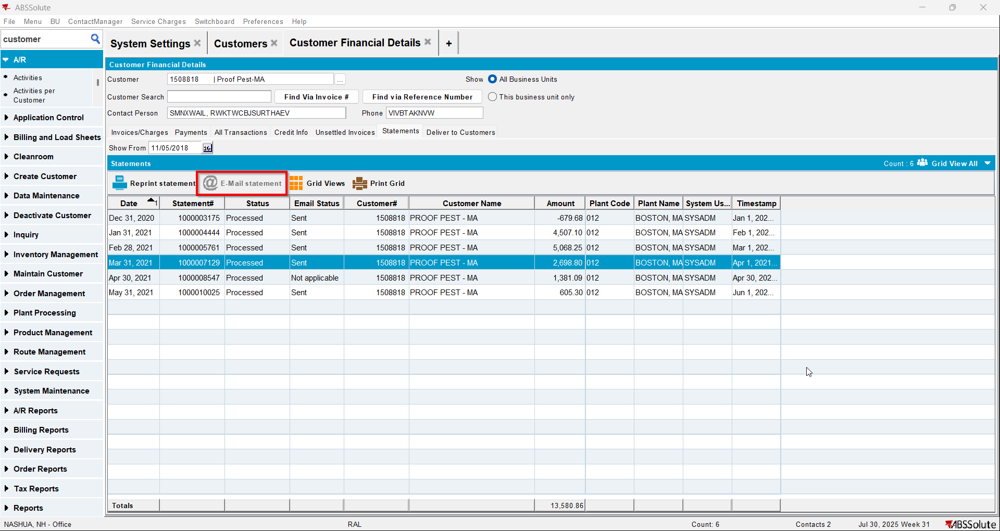 ABSSolute
File Menu BU ContactManager Service Charges Switchboard Preferences Help
customer
System Settings
Customers
Customer Financial Details
+
A/R
Activities
Activities per
Customer
Application Control
Billing and Load Sheets
Cleanroom
Create Customer
Data Maintenance
Deactivate Customer
Inquiry
Inventory Management
Maintain Customer
Order Management
Plant Processing
Product Management
Route Management
Service Requests
System Maintenance
A/R Reports
Billing Reports
Delivery Reports
Order Reports
Tax Reports
Reports
Customer Financial Details
Customer 1508818 | Proof Pest-MA ... Show All Business Units
Customer Search Find Via Invoice # Find via Reference Number This business unit only
Contact Person SMNXWAIL, RWKTWCBJSURTHAEV Phone VIVBTAKNVW
Invoices/Charges Payments All Transactions Credit Info Unsettled Invoices Statements Deliver to Customers
Show From 11/05/2018 16
Statements Count : 6 Grid View All
Reprint statement @ E-Mail statement Grid Views Print Grid
Date 1 Statement# Status Email Status Customer# Customer Name Amount Plant Code Plant Name System Us... Timestamp
Dec 31, 2020 1000003175 Processed Sent 1508818 PROOF PEST - MA -679.68 012 BOSTON, MA SYSADM Jan 1, 202...
Jan 31, 2021 1000004444 Processed Sent 1508818 PROOF PEST - MA 4,507.10 012 BOSTON, MA SYSADM Feb 1, 202...
Feb 28, 2021 1000005761 Processed Sent 1508818 PROOF PEST - MA 5,068.25 012 BOSTON, MA SYSADM Mar 1, 202...
Mar 31, 2021 1000007129 Processed Sent 1508818 PROOF PEST - MA 2,698.80 012 BOSTON, MA SYSADM Apr 1, 2021...
Apr 30, 2021 1000008547 Processed Not applicable 1508818 PROOF PEST - MA 1,381.09 012 BOSTON, MA SYSADM Apr 30, 202...
May 31, 2021 1000010025 Processed Sent 1508818 PROOF PEST - MA 605.30 012 BOSTON, MA SYSADM Jun 1, 202...
Totals 13,580.86
NASHUA, NH - Office RAL Count: 6 Contacts 2 Jul 30, 2025 Week 31 ABSSolute